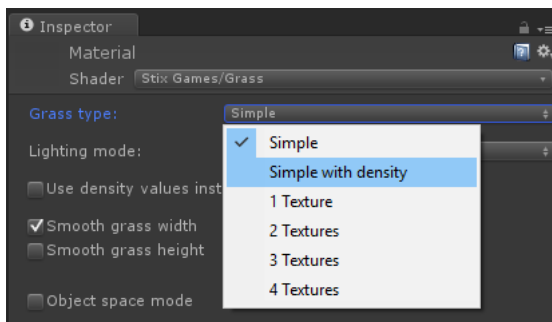 Inspector
Material
Shader Stix Games/Grass
Grass type: Simple
Simple
Lighting mode:
Simple with density
Use density values inst
1 Texture
Smooth grass width
2 Textures
Smooth grass height
3 Textures
4 Textures
Object space mode